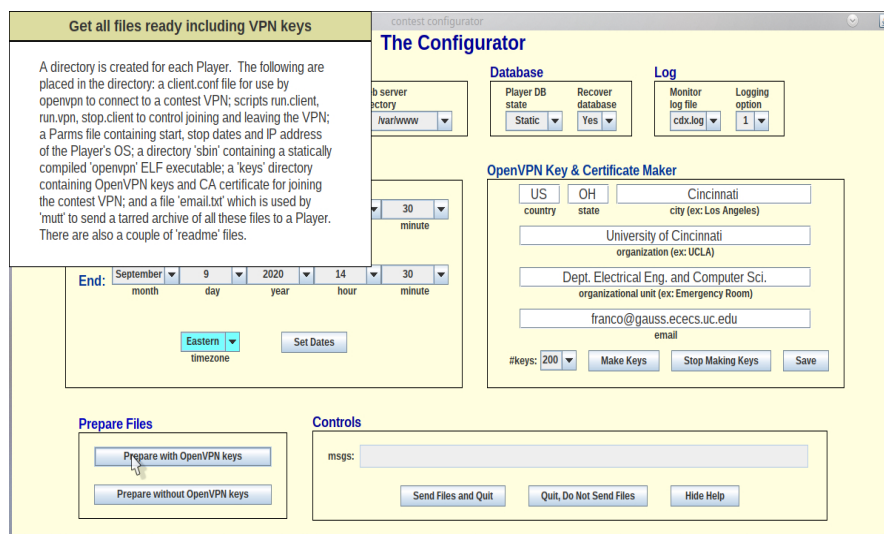 contest configurator
Get all files ready including VPN keys
The Configurator
A directory is created for each Player. The following are
placed in the directory: a client.conf file for use by
openvpn to connect to a contest VPN; scripts run.client,
run.vpn, stop.client to control joining and leaving the VPN;
a Parms file containing start, stop dates and IP address
of the Player's OS; a directory 'sbin' containing a statically
compiled 'openvpn' ELF executable; a 'keys' directory
containing OpenVPN keys and CA certificate for joining
the contest VPN; and a file 'email.txt' which is used by
'mutt' to send a tarred archive of all these files to a Player.
There are also a couple of 'readme' files.
server
/var/www
Database
Player DB state
Recover database
Static
Yes
Log
Monitor log file
Logging option
cdx.log
1
30
minute
End:
September
9
2020
14
30
month
day
year
hour
minute
Eastern
timezone
Set Dates
OpenVPN Key & Certificate Maker
US
OH
Cincinnati
country
state
city (ex: Los Angeles)
University of Cincinnati
organization (ex: UCLA)
Dept. Electrical Eng. and Computer Sci.
organizational unit (ex: Emergency Room)
franco@gauss.ececs.uc.edu
email
#keys:
200
Make Keys
Stop Making Keys
Save
Prepare Files
Prepare with OpenVPN keys
Prepare without OpenVPN keys
Controls
msgs:
Send Files and Quit
Quit, Do Not Send Files
Hide Help